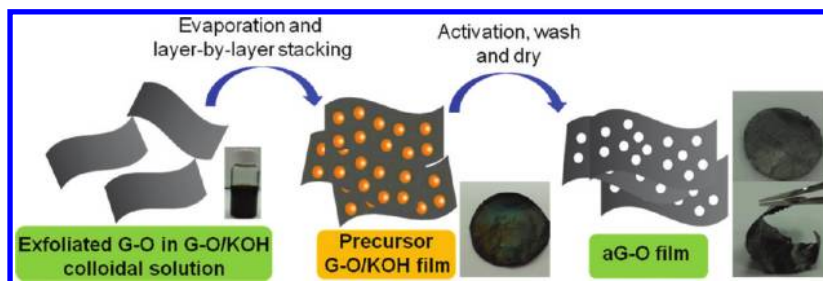 Evaporation and
layer-by-layer stacking
Activation, wash
and dry
Exfoliated G-O in G-O/KOH
colloidal solution
Precursor
G-O/KOH film
aG-O film